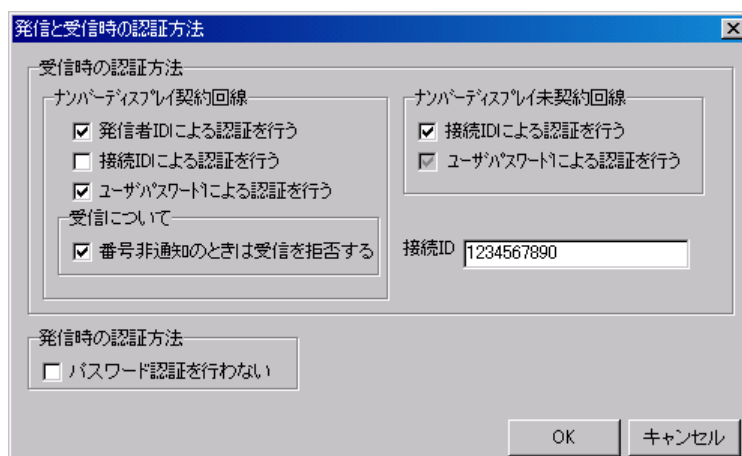 発信と受信時の認証方法
受信時の認証方法
ナンバーディスプレイ契約回線
発信者IDによる認証を行う
接続IDによる認証を行う
ユーザパスワードによる認証を行う
受信について
番号非通知のときは受信を拒否する
ナンバーディスプレイ未契約回線
接続IDによる認証を行う
ユーザパスワードによる認証を行う
接続ID 1234567890
発信時の認証方法
パスワード認証を行わない
OK キャンセル